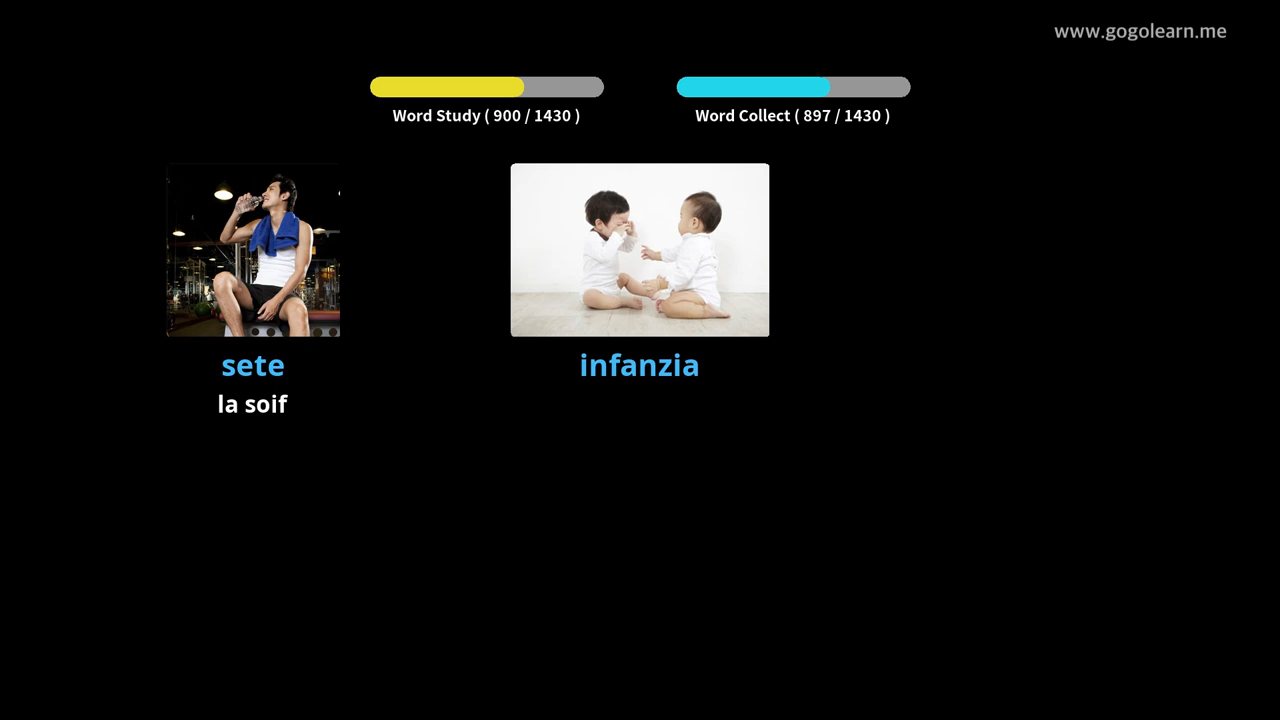 www.gogolearn.me
Word Study ( 900 / 1430 )
Word Collect ( 897 / 1430 )
sete
la soif
infanzia